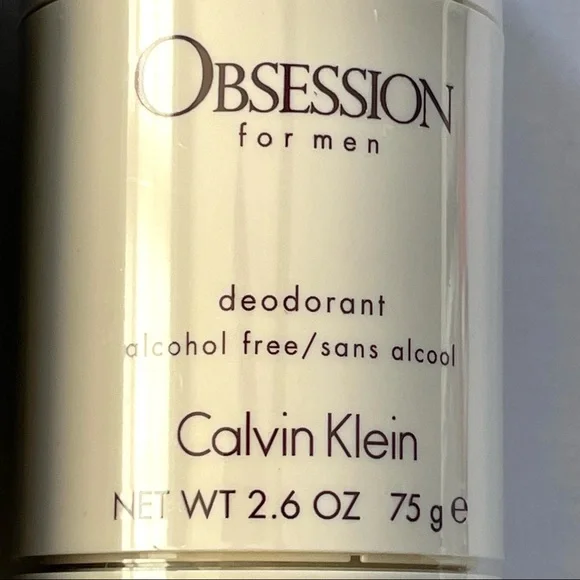 OBSESSION
for men
deodorant
alcohol free/sans alcool
Calvin Klein
NET WT 2.6 OZ 75 g ℮